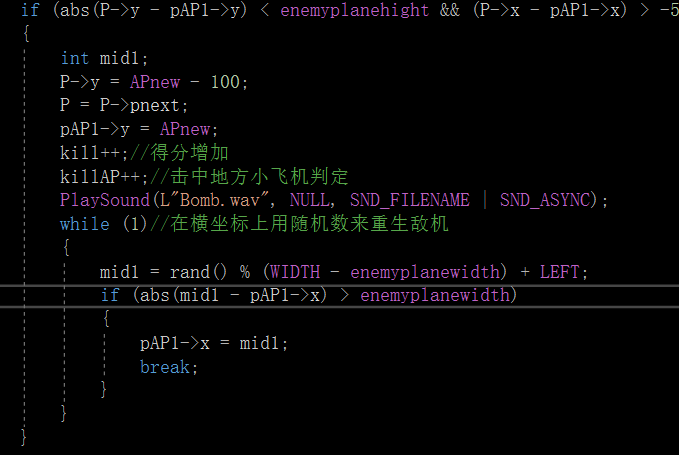 if (abs(P->y - pAP1->y) < enemyplanehight && (P->x - pAP1->x) > -5
{
int mid1;
P->y = APnew - 100;
P = P->pnext;
pAP1->y = APnew;
kill++;//得分增加
killAP++;//击中地方小飞机判定
PlaySound(L"Bomb.wav", NULL, SND_FILENAME | SND_ASYNC);
while (1)//在横坐标上用随机数来重生敌机
{
mid1 = rand() % (WIDTH - enemyplanewidth) + LEFT;
if (abs(mid1 - pAP1->x) > enemyplanewidth)
{
pAP1->x = mid1;
break;
}
}
}